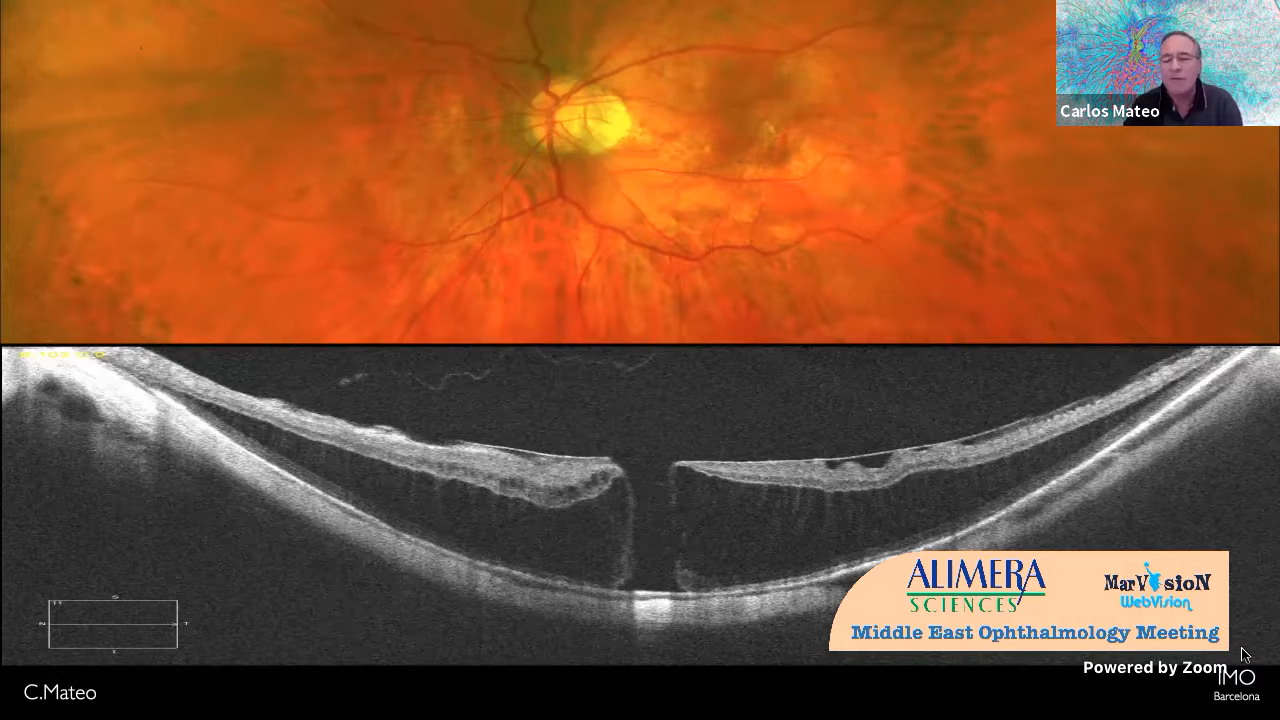 Carlos Mateo
ALIMERA
SCIENCES
MarVisioN
WebVision
Middle East Ophthalmology Meeting
Powered by Zoom
C.Mateo
IMO
Barcelona